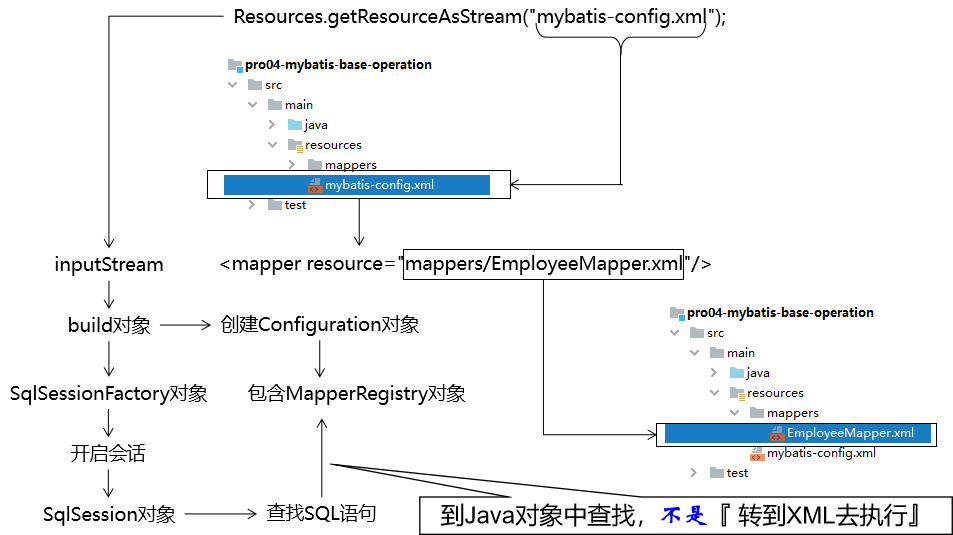 Resources.getResourceAsStream("mybatis-config.xml");
pro04-mybatis-base-operation
src
main
java
resources
mappers
mybatis-config.xml
test
inputStream
<mapper resource="mappers/EmployeeMapper.xml"/>
build对象
创建Configuration对象
pro04-mybatis-base-operation
src
main
java
resources
mappers
EmployeeMapper.xml
mybatis-config.xml
test
SqlSessionFactory对象
包含MapperRegistry对象
开启会话
SqlSession对象
查找SQL语句
到Java对象中查找，不是『转到XML去执行』